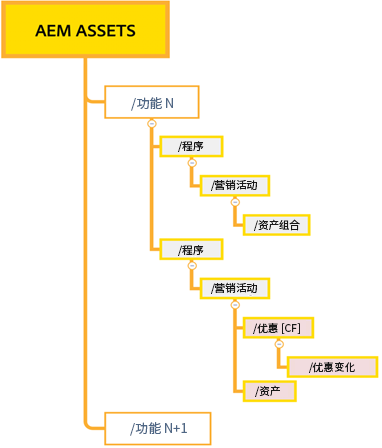 AEM ASSETS
/功能 N
/程序
/营销活动
/资产组合
/程序
/营销活动
/优惠 [CF]
/优惠变化
/资产
/功能 N+1